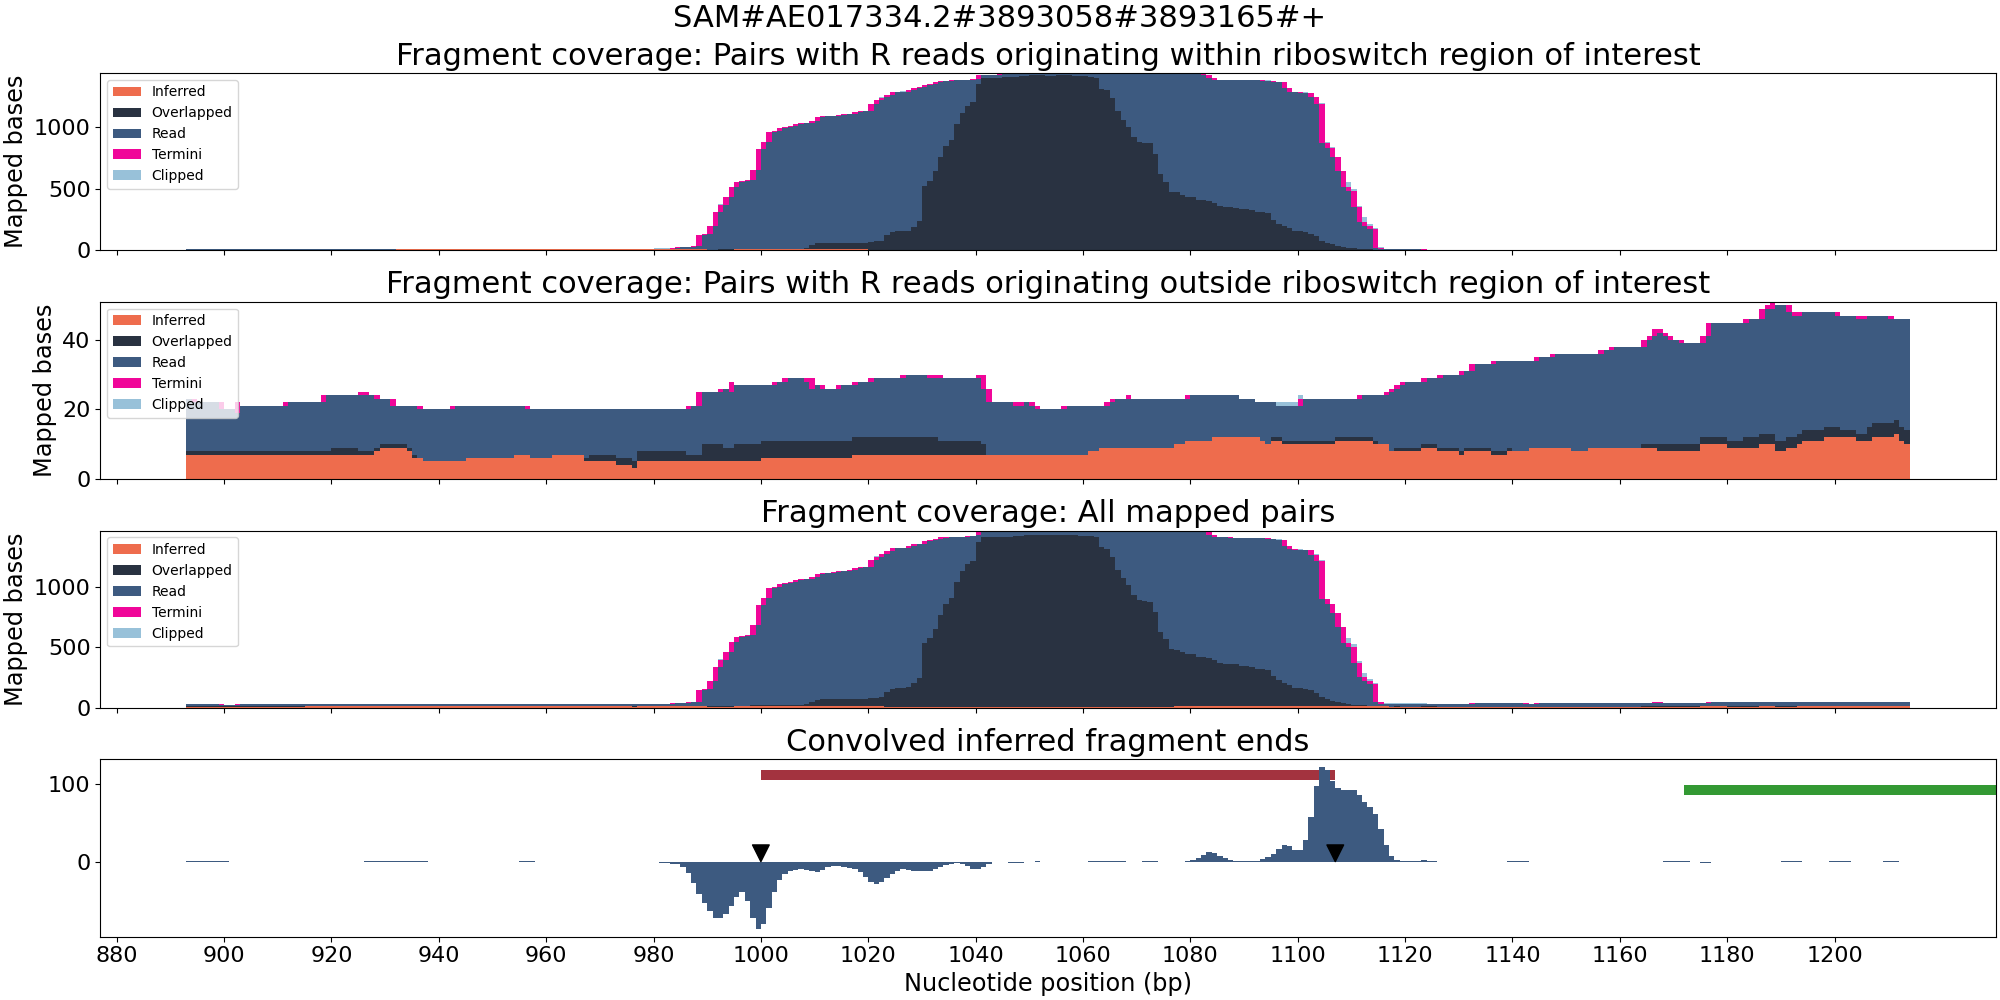 SAM#AE017334.2#3893058#3893165#+
Fragment coverage: Pairs with R reads originating within riboswitch region of interest
Mapped bases
1000
500
0
Inferred
Overlapped
Read
Termini
Clipped
Fragment coverage: Pairs with R reads originating outside riboswitch region of interest
Mapped bases
40
20
0
Inferred
Overlapped
Read
Termini
Clipped
Fragment coverage: All mapped pairs
Mapped bases
1000
500
0
Inferred
Overlapped
Read
Termini
Clipped
Convolved inferred fragment ends
100
0
880 900 920 940 960 980 1000 1020 1040 1060 1080 1100 1120 1140 1160 1180 1200
Nucleotide position (bp)